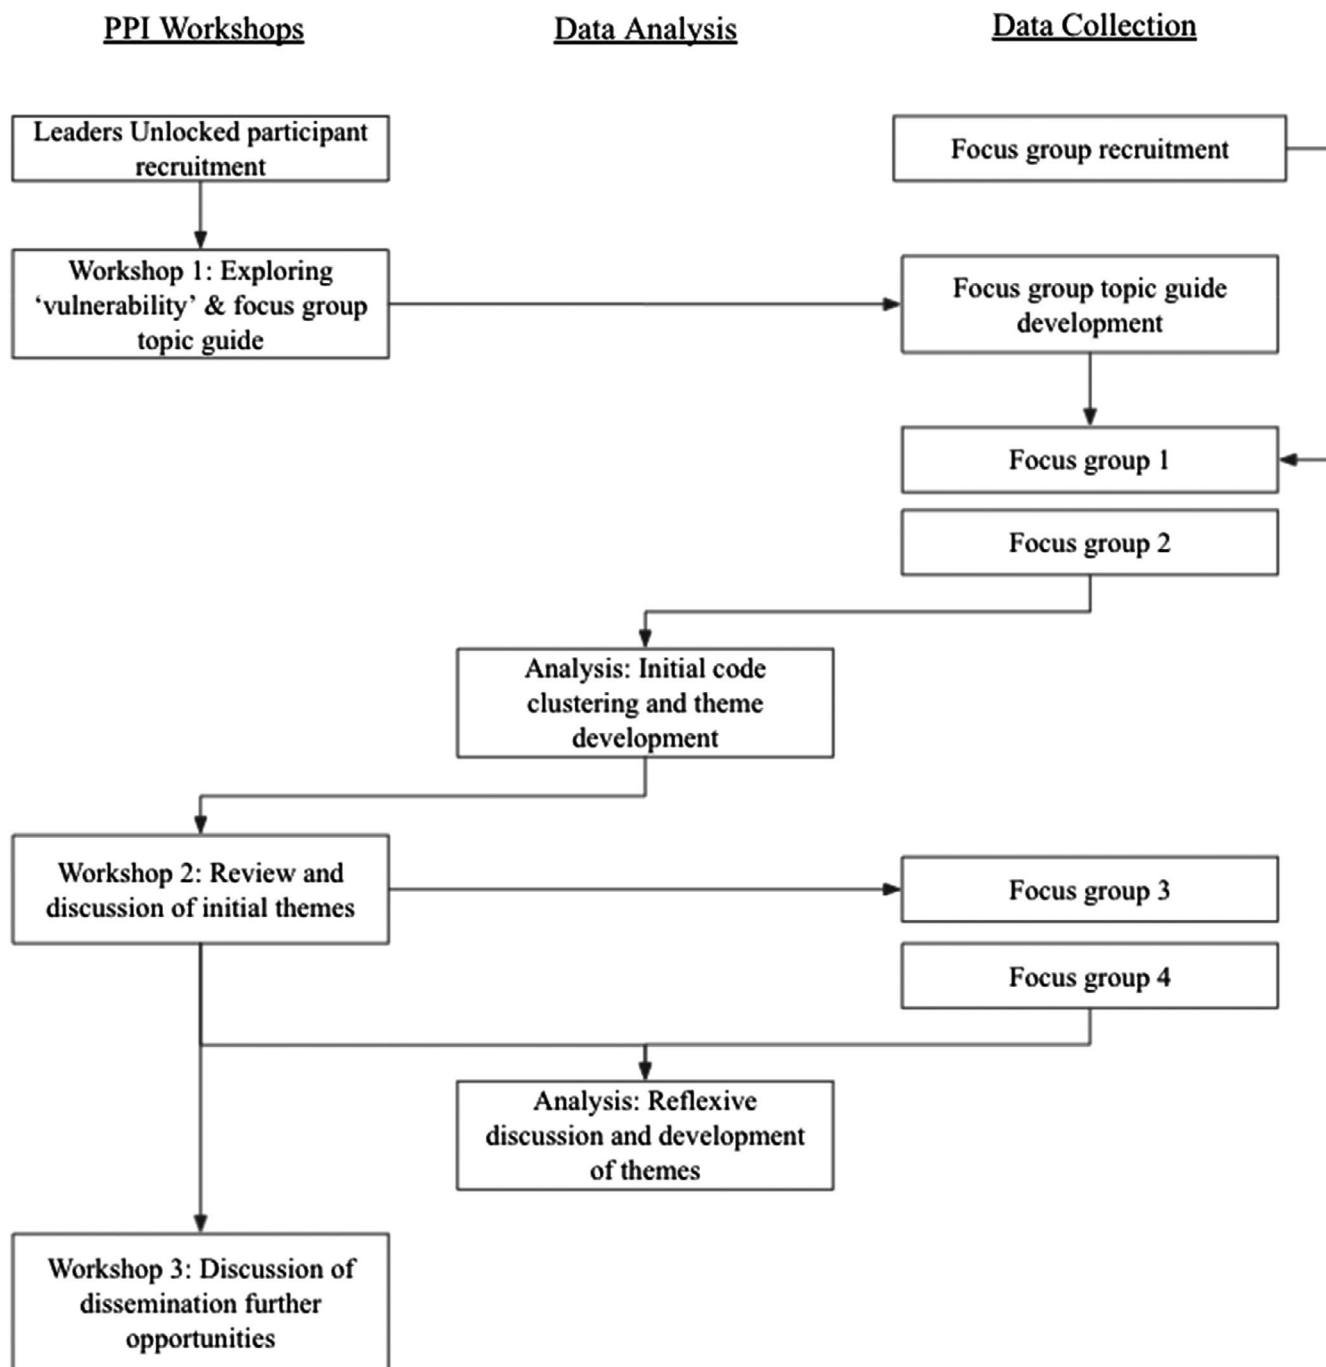 PPI Workshops
Data Analysis
Data Collection
Leaders Unlocked participant
recruitment
Focus group recruitment
Workshop 1: Exploring
‘vulnerability’ & focus group
topic guide
Focus group topic guide
development
Focus group 1
Focus group 2
Analysis: Initial code
clustering and theme
development
Workshop 2: Review and
discussion of initial themes
Focus group 3
Focus group 4
Analysis: Reflexive
discussion and development
of themes
Workshop 3: Discussion of
dissemination further
opportunities